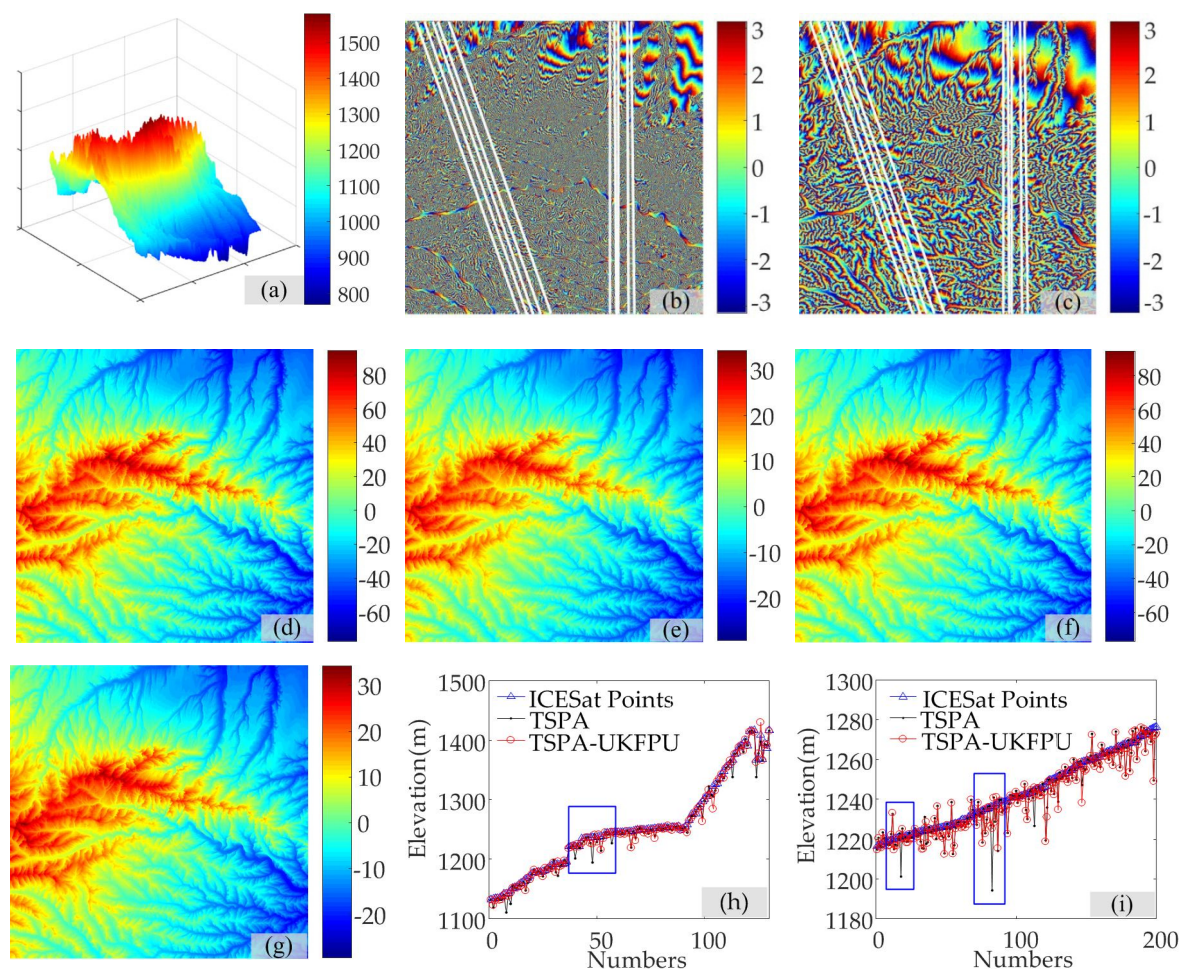 1500
1400
1300
1200
1100
1000
900
800
(a)
3
2
1
0
-1
-2
-3
(b)
3
2
1
0
-1
-2
-3
(c)
80
60
40
20
0
-20
-40
-60
(d)
30
20
10
0
-10
-20
(e)
80
60
40
20
0
-20
-40
-60
(f)
30
20
10
0
-10
-20
(g)
1500
1400
1300
1200
1100
Elevation(m)
ICESat Points
TSPA
TSPA-UKFPU
(h)
0 50 100
Numbers
1300
1280
1260
1240
1220
1200
1180
Elevation(m)
ICESat Points
TSPA
TSPA-UKFPU
(i)
0 100 200
Numbers